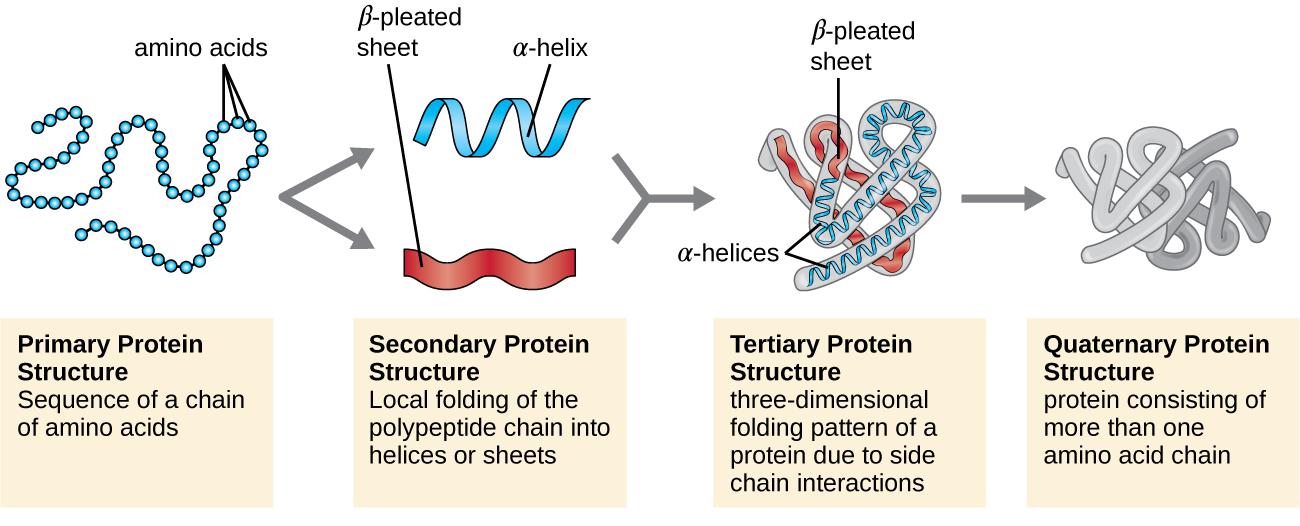 amino acids
β-pleated
sheet
α-helix
β-pleated
sheet
α-helices
Primary Protein
Structure
Sequence of a chain
of amino acids
Secondary Protein
Structure
Local folding of the
polypeptide chain into
helices or sheets
Tertiary Protein
Structure
three-dimensional
folding pattern of a
protein due to side
chain interactions
Quaternary Protein
Structure
protein consisting of
more than one
amino acid chain